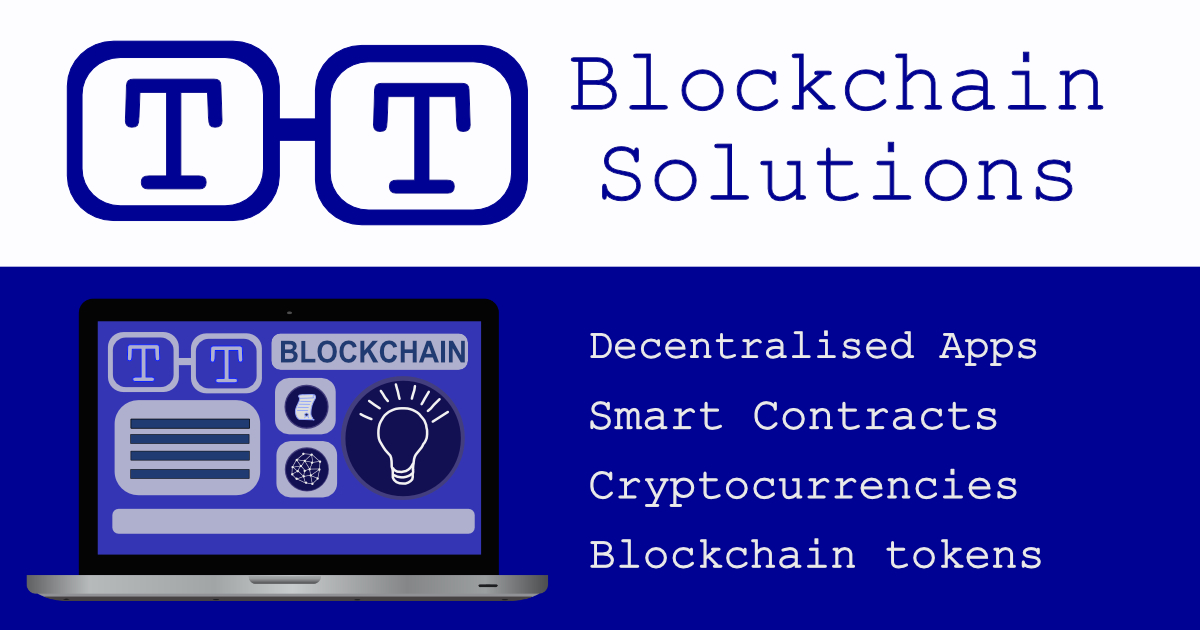 T T
Blockchain
Solutions
T T
BLOCKCHAIN
Decentralised Apps
Smart Contracts
Cryptocurrencies
Blockchain tokens